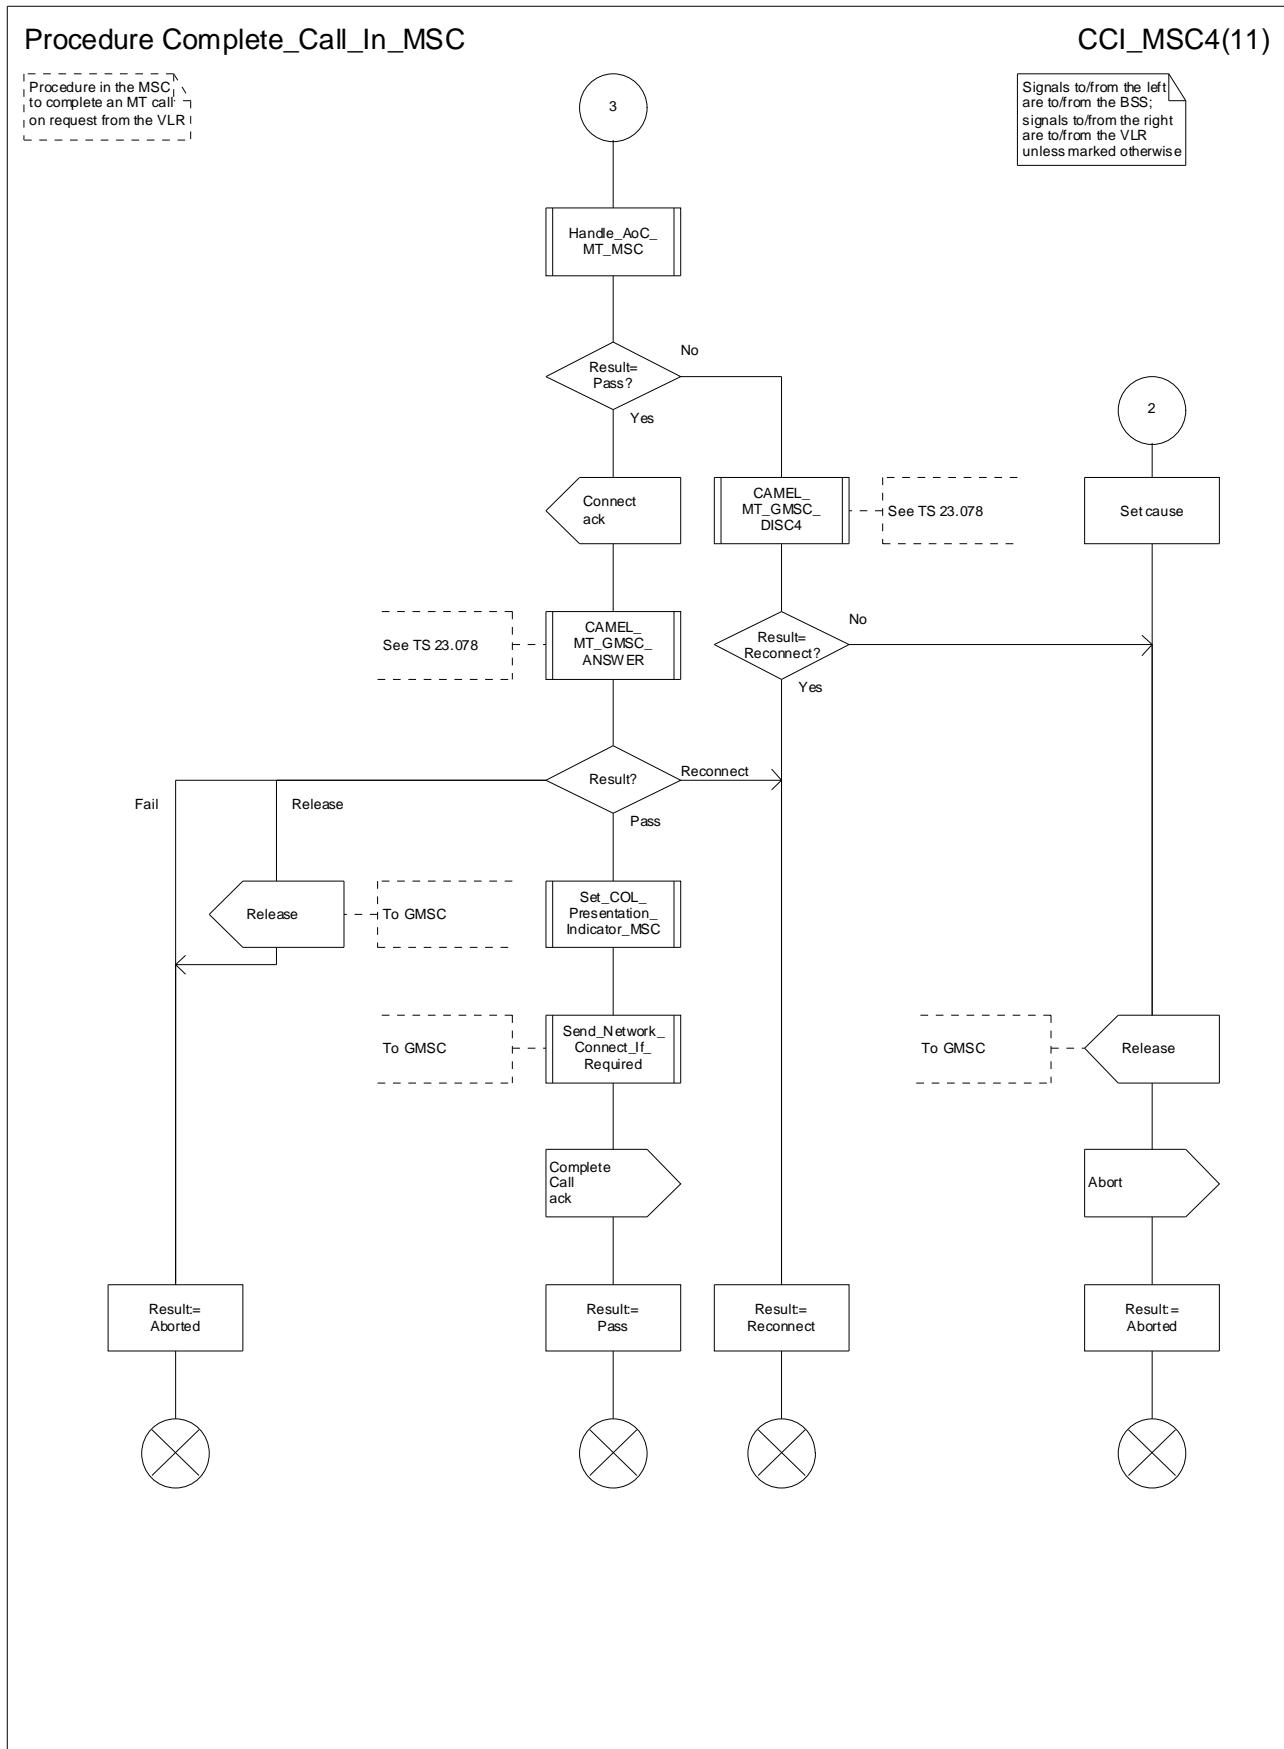 Procedure Complete_Call_In_MSC
CCI_MSC4(11)
Procedure in the MSC
to complete an MT call
on request from the VLR
Signals to/from the left
are to/from the BSS;
signals to/from the right
are to/from the VLR
unless marked otherwise
3
Handle_AoC_
MT_MSC
Result=
Pass?
No
Yes
2
Connect
ack
CAMEL_
MT_GMSC_
DISC4
See TS 23.078
Set cause
See TS 23.078
CAMEL_
MT_GMSC_
ANSWER
Result=
Reconnect?
No
Yes
Result?
Reconnect
Fail
Release
Pass
Release
To GMSC
Set_COL_
Presentation_
Indicator_MSC
To GMSC
Send_Network_
Connect_If_
Required
To GMSC
Release
Complete
Call
ack
Abort
Result:=
Aborted
Result:=
Pass
Result:=
Reconnect
Result:=
Aborted